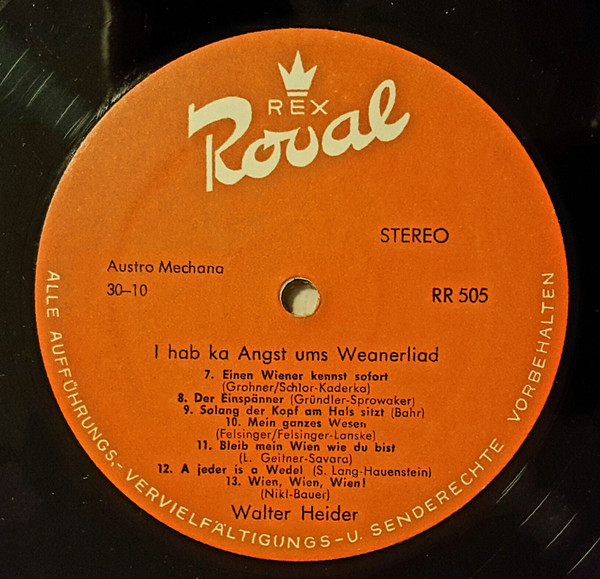 REX
Royal
STEREO
Austro Mechana
30-10
RR 505
I hab ka Angst ums Weanerliad
7. Einen Wiener kennst sofort
(Grohner/Schlor-Kaderka)
8. Der Einspänner (Gründler-Sprowaker)
9. Solang der Kopf am Hals sitzt (Bahr)
10. Mein ganzes Wesen
(Felsinger/Felsinger-Lanske)
11. Bleib mein Wien wie du bist
(L. Geitner-Savara)
12. A jeder is a Wedel (S. Lang-Hauenstein)
13. Wien, Wien, Wien!
(Nikl-Bauer)
Walter Heider
ALLE AUFFÜHRUNGS,- VERVIELFÄLTIGUNGS-U. SENDERECHTE VORBEHALTEN